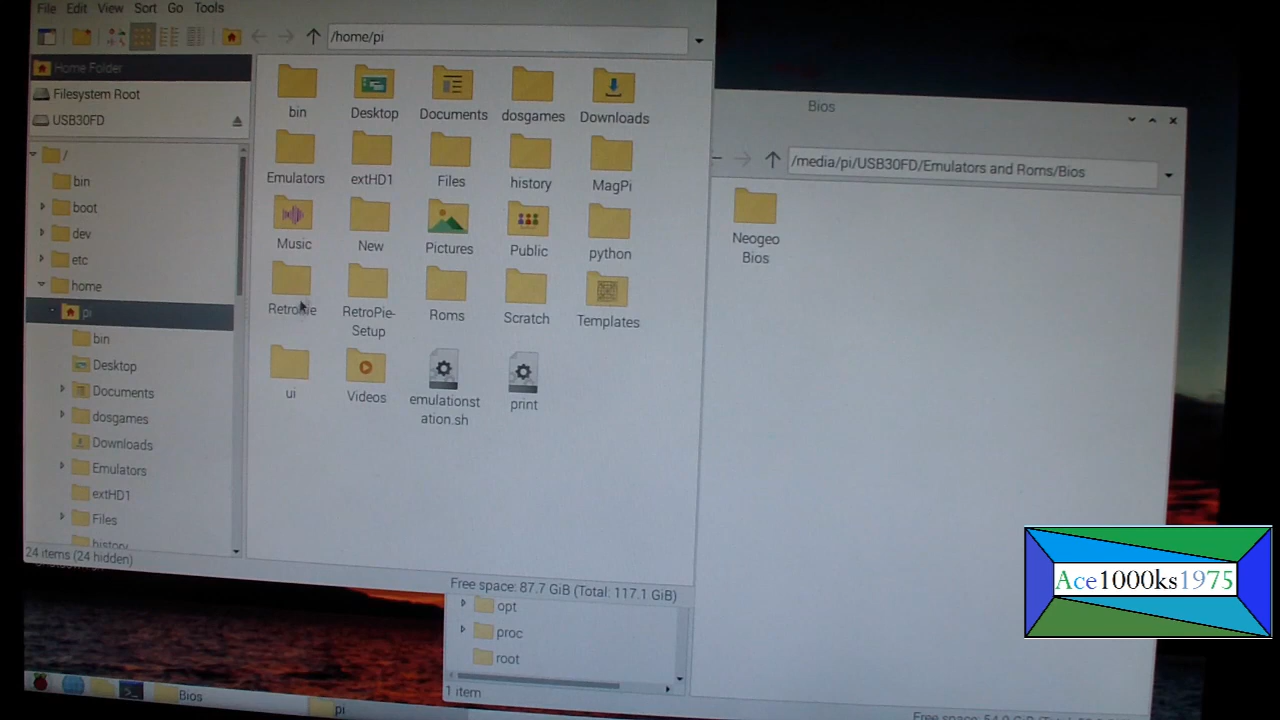 File Edit View Sort Go Tools
/home/pi
Home Folder
Filesystem Root
USB30FD
/
bin
boot
dev
etc
home
pi
bin
Desktop
Documents
dosgames
Downloads
Emulators
extHD1
Files
history
24 items (24 hidden)
bin Desktop Documents dosgames Downloads
Emulators extHD1 Files history MagPi
Music New Pictures Public python
RetroPie RetroPie-
Setup Roms Scratch Templates
ui Videos emulationst
ation.sh print
Free space: 87.7 GiB (Total: 117.1 GiB)
Bios
/media/pi/USB30FD/Emulators and Roms/Bios
Neogeo
Bios
opt
proc
root
1 item
Ace1000ks1975
Bios
pi